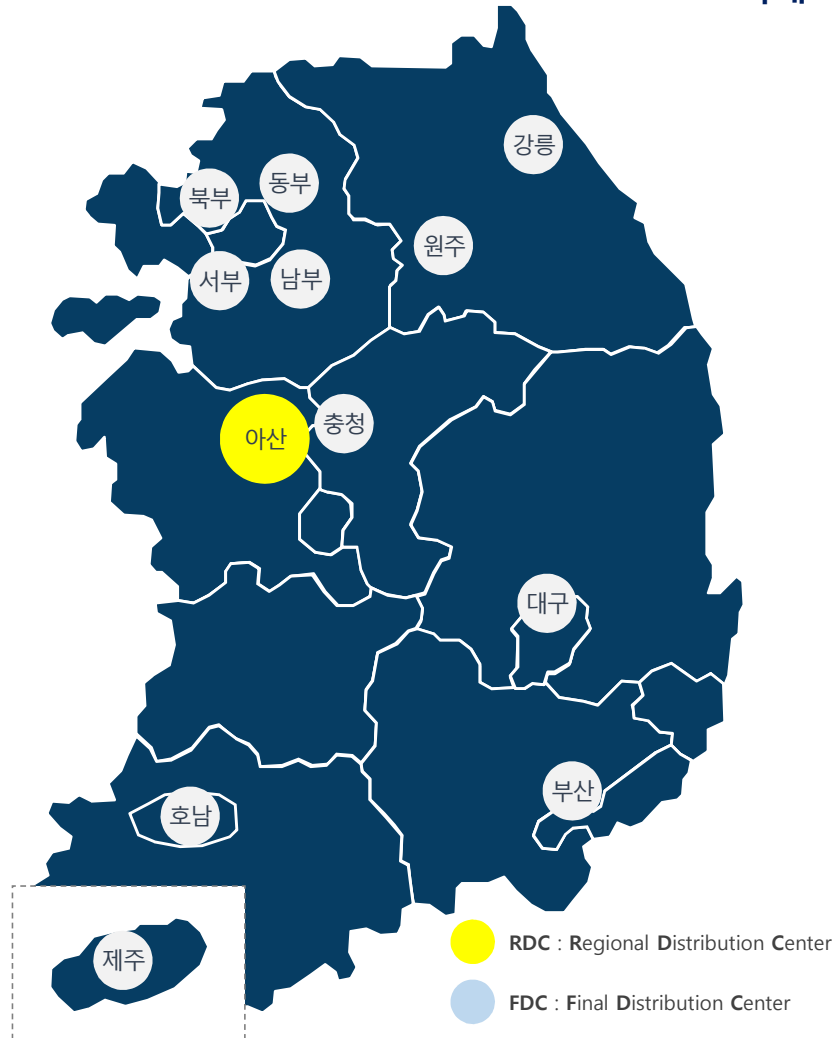 강릉
동부
북부
원주
서부
남부
충청
아산
대구
부산
호남
제주
RDC : Regional Distribution Center
FDC : Final Distribution Center